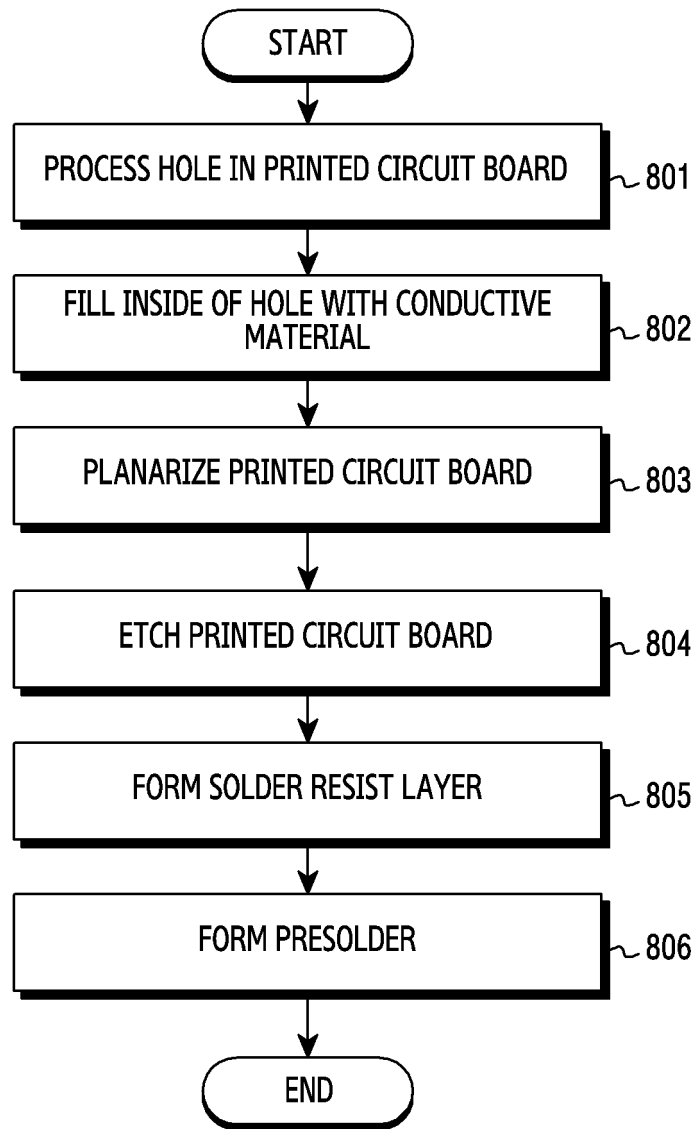 START
PROCESS HOLE IN PRINTED CIRCUIT BOARD
801
FILL INSIDE OF HOLE WITH CONDUCTIVE
MATERIAL
802
PLANARIZE PRINTED CIRCUIT BOARD
803
ETCH PRINTED CIRCUIT BOARD
804
FORM SOLDER RESIST LAYER
805
FORM PRESOLDER
806
END